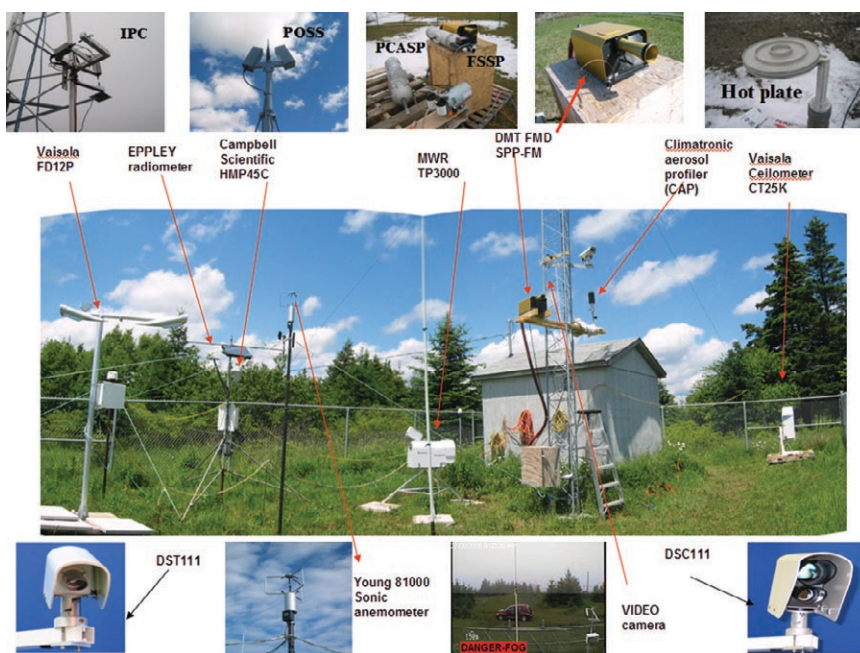 IPC
POSS
PCASP
FSSP
Hot plate
Vaisala
FD12P
EPPLEY
radiometer
Campbell
Scientific
HMP45C
MWR
TP3000
DMT FMD
SPP-FM
Climatronic
aerosol
profiler
(CAP)
Vaisala
Ceilometer
CT25K
DST111
Young 81000
Sonic
anemometer
150m
DANGER-FOG
VIDEO
camera
DSC111